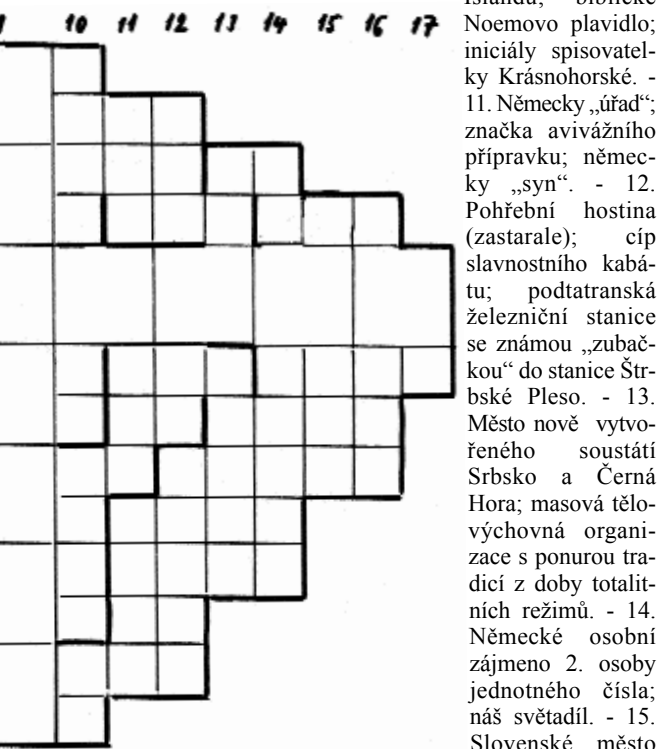 10 11 12 13 14 15 16 17
Noemovo plavidlo;
iniciály spisovatel-
ky Krásnohorské. -
11. Německy „úřad“;
značka avivážního
přípravku; němec-
ky „syn“. - 12.
Pohřební hostina
(zastarale); cíp
slavnostního kabá-
tu; podtatranská
železniční stanice
se známou „zubač-
kou“ do stanice Štr-
bské Pleso. - 13.
Město nově vytvo-
řeného soustátí
Srbsko a Černá
Hora; masová tělo-
výchovná organi-
zace s ponurou tra-
dicí z doby totalit-
ních režimů. - 14.
Německé osobní
zájmeno 2. osoby
jednotného čísla;
náš světadíl. - 15.
Slovenské město